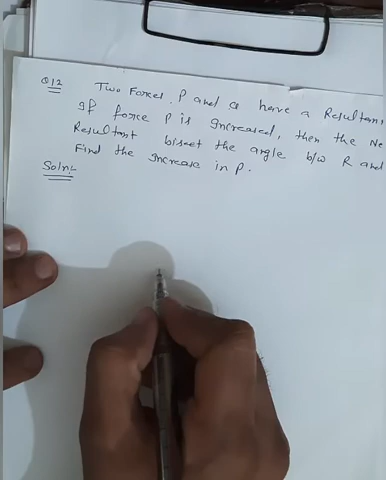 Q12 Two Forces P and Q have a Resultant
If force P is Increased, then the Ne
Resultant bisect the angle b/w R and
Find the Increase in P.
Soln:-